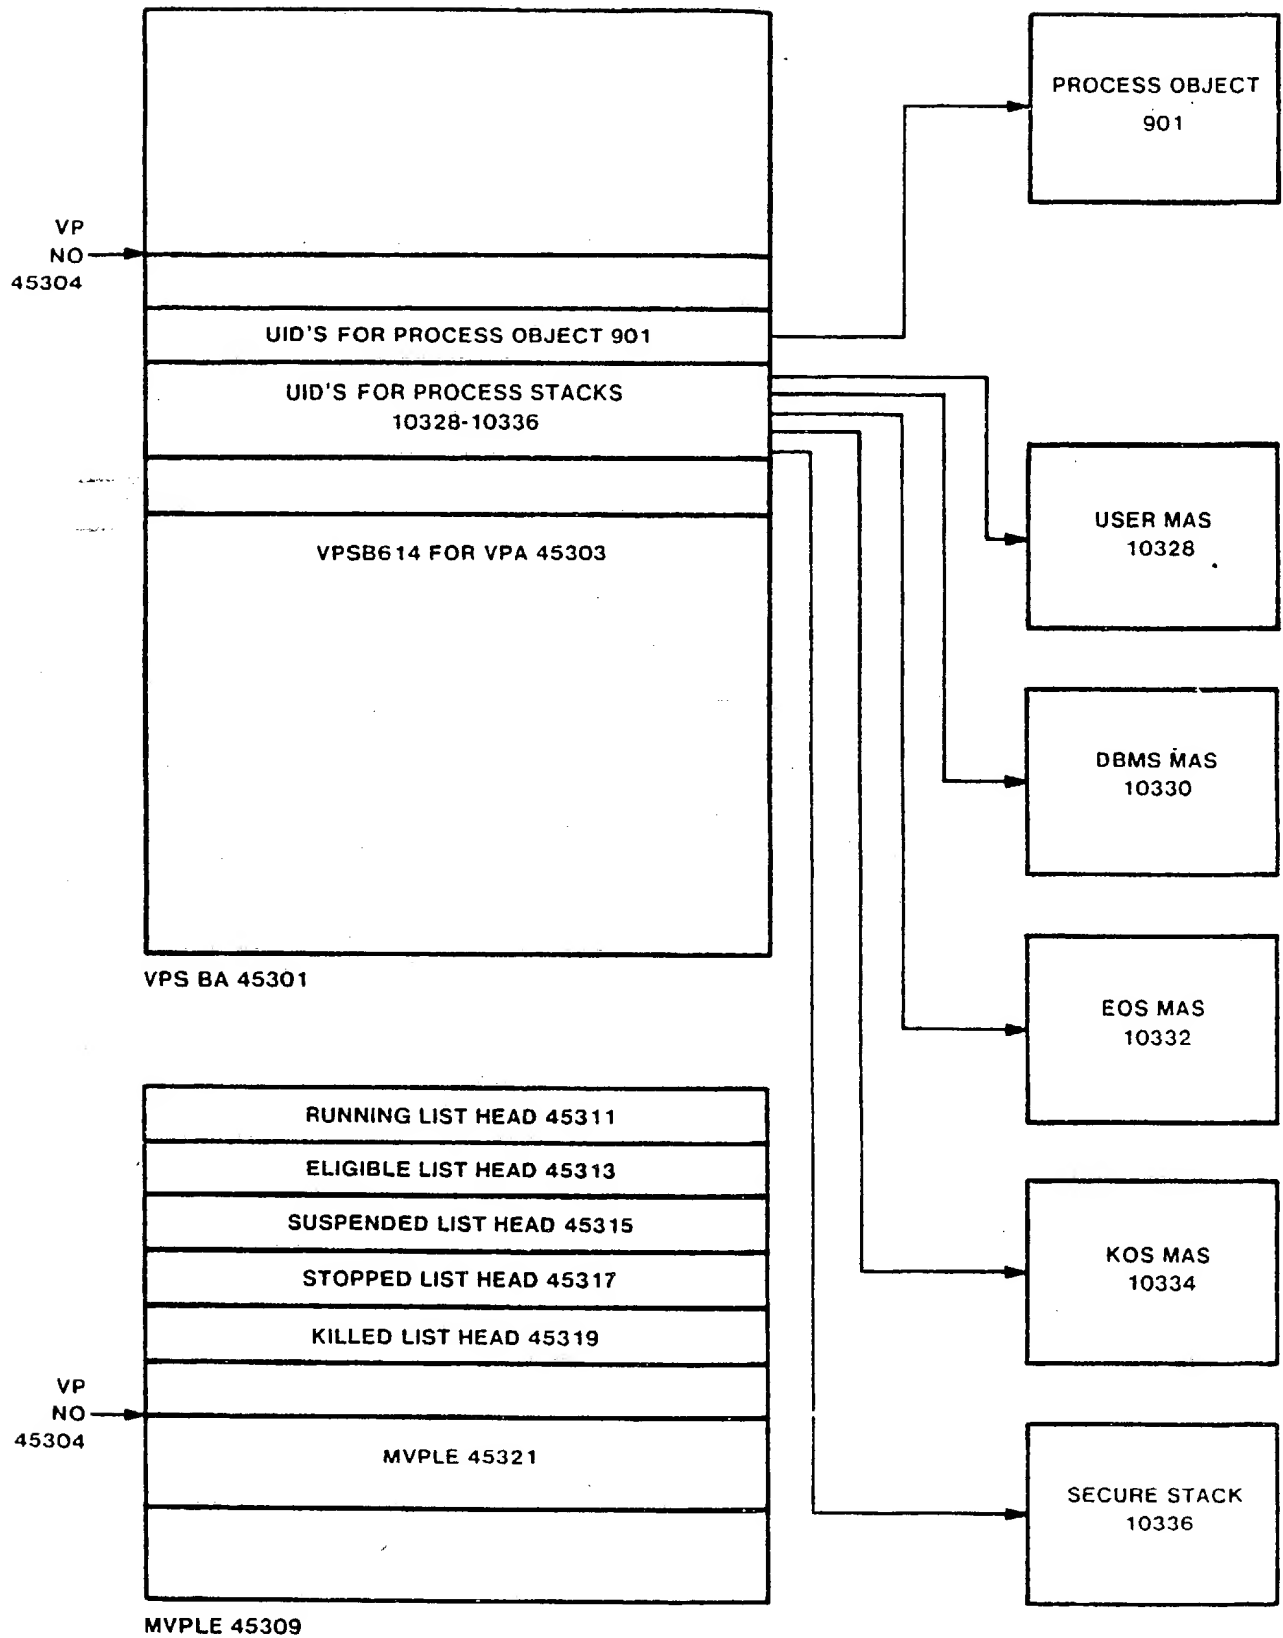 PROCESS OBJECT
901
VP
NO
45304
UID'S FOR PROCESS OBJECT 901
UID'S FOR PROCESS STACKS
10328-10336
VPSB614 FOR VPA 45303
USER MAS
10328
DBMS MAS
10330
EOS MAS
10332
KOS MAS
10334
SECURE STACK
10336
VPS BA 45301
RUNNING LIST HEAD 45311
ELIGIBLE LIST HEAD 45313
SUSPENDED LIST HEAD 45315
STOPPED LIST HEAD 45317
KILLED LIST HEAD 45319
VP
NO
45304
MVPLE 45321
MVPLE 45309